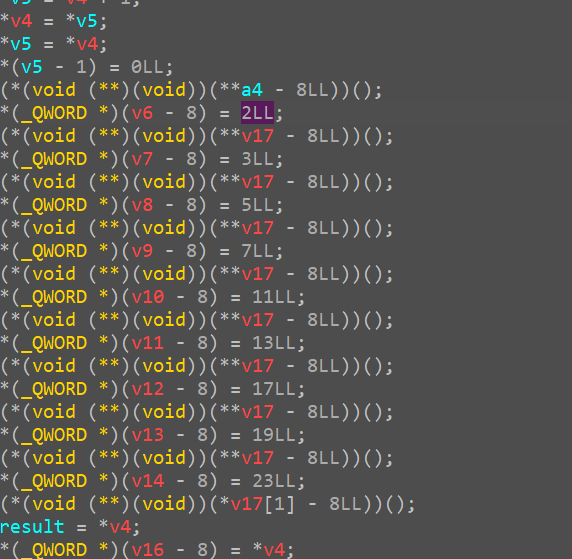 *v4 = *v5;
*v5 = *v4;
*(v5 - 1) = 0LL;
(*(void (**)(void))(**a4 - 8LL))();
*(_QWORD *)(v6 - 8) = 2LL;
(*(void (**)(void))(**v17 - 8LL))();
*(_QWORD *)(v7 - 8) = 3LL;
(*(void (**)(void))(**v17 - 8LL))();
*(_QWORD *)(v8 - 8) = 5LL;
(*(void (**)(void))(**v17 - 8LL))();
*(_QWORD *)(v9 - 8) = 7LL;
(*(void (**)(void))(**v17 - 8LL))();
*(_QWORD *)(v10 - 8) = 11LL;
(*(void (**)(void))(**v17 - 8LL))();
*(_QWORD *)(v11 - 8) = 13LL;
(*(void (**)(void))(**v17 - 8LL))();
*(_QWORD *)(v12 - 8) = 17LL;
(*(void (**)(void))(**v17 - 8LL))();
*(_QWORD *)(v13 - 8) = 19LL;
(*(void (**)(void))(**v17 - 8LL))();
*(_QWORD *)(v14 - 8) = 23LL;
(*(void (**)(void))(*v17[1] - 8LL))();
result = *v4;
*(_QWORD *)(v16 - 8) = *v4;